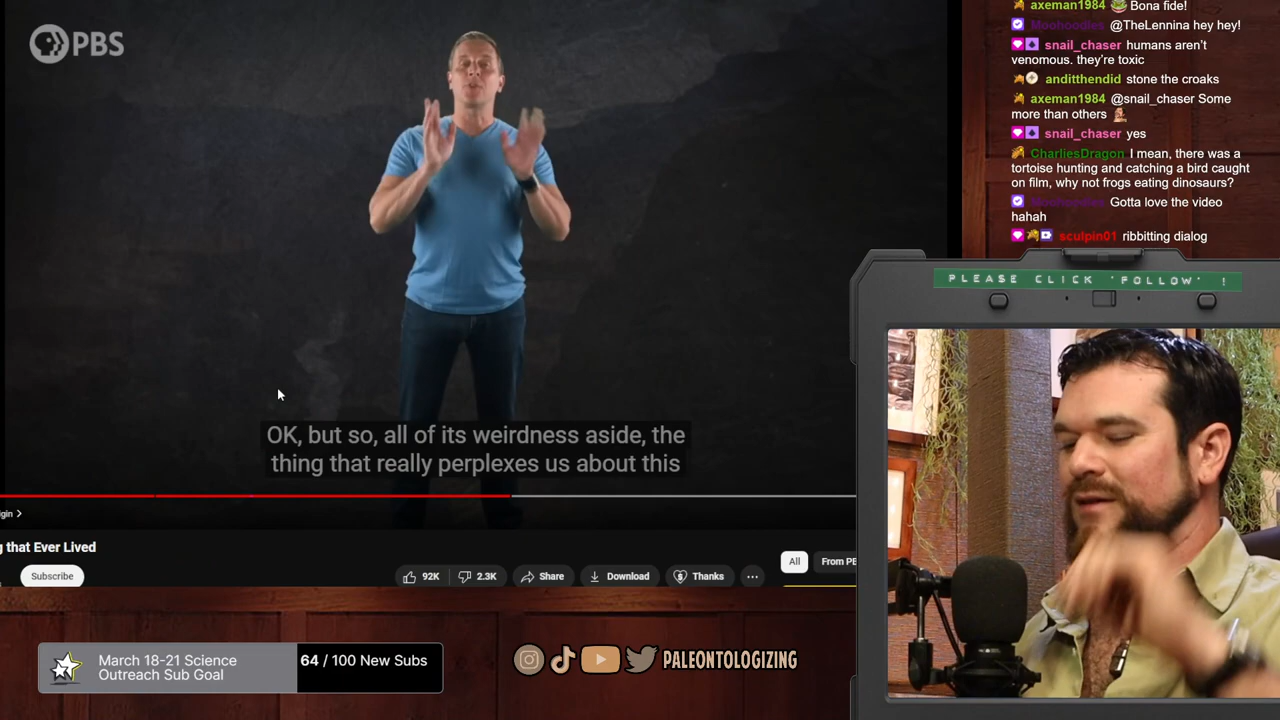 PBS
OK, but so, all of its weirdness aside, the
thing that really perplexes us about this
gin >
g that Ever Lived
Subscribe
92K
2.3K
Share
Download
Thanks
...
All
From PB
March 18-21 Science
Outreach Sub Goal
64 / 100 New Subs
PALEONTOLOGIZING
axeman1984 Bona fide!
Moohoodies @TheLennina hey hey!
snail_chaser humans aren't
venomous. they're toxic
anditthendid stone the croaks
axeman1984 @snail_chaser Some
more than others
snail_chaser yes
CharliesDragon I mean, there was a
tortoise hunting and catching a bird caught
on film, why not frogs eating dinosaurs?
Moohoodies Gotta love the video
hahah
sculpin01 ribbitting dialog
PLEASE CLICK 'FOLLOW' !